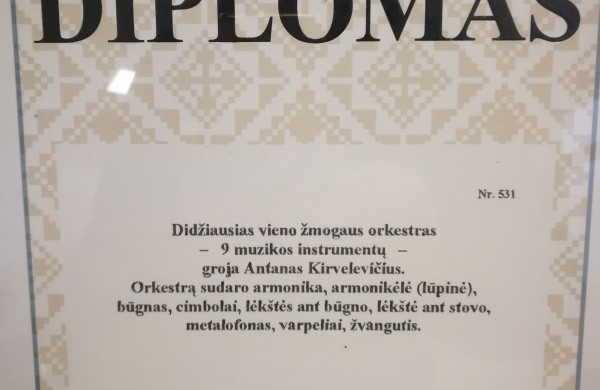 DIPLOMAS
Nr. 531
Didžiausias vieno žmogaus orkestras
– 9 muzikos instrumentų –
groja Antanas Kirvelevičius.
Orkestrą sudaro armonika, armonikėlė (lūpinė),
būgnas, cimbolai, lėkštės ant būgno, lėkštė ant stovo,
metalofonas, varpeliai, žvangutis.